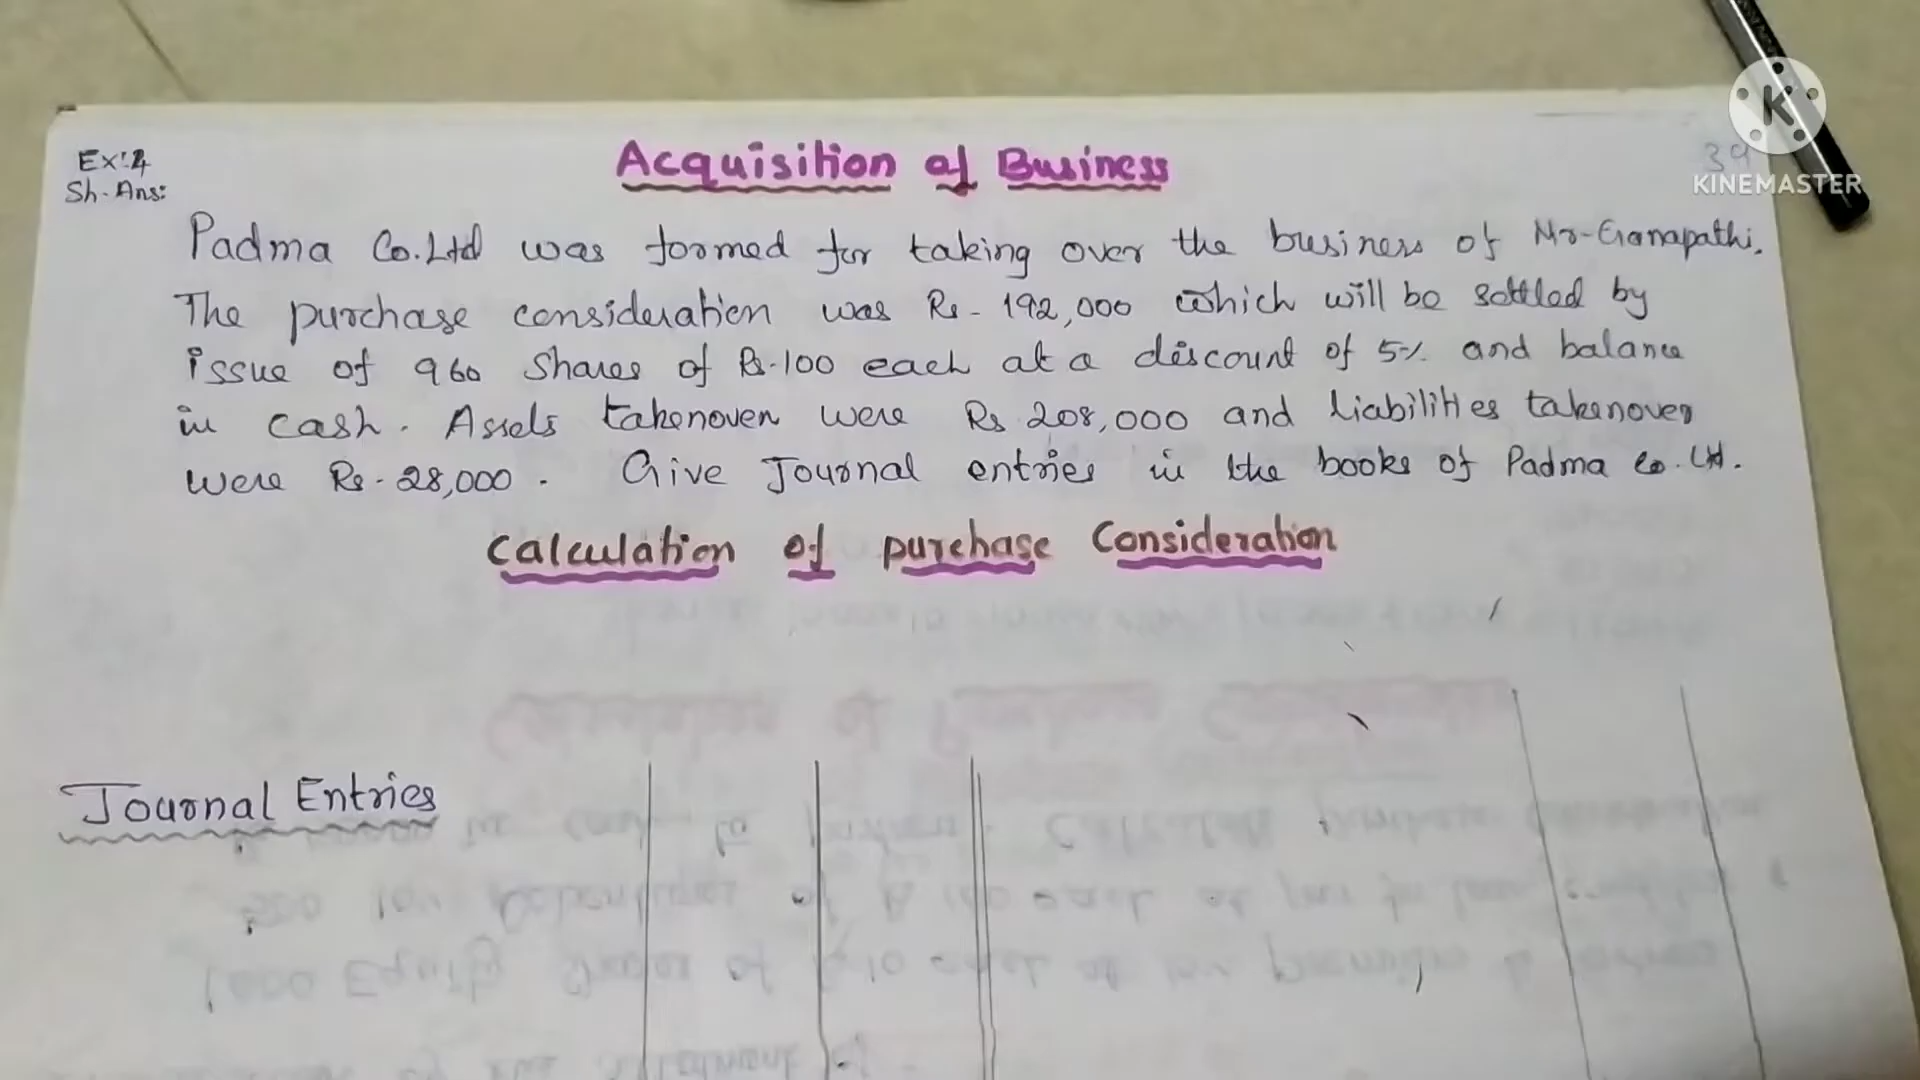 Ex:4
Sh-Ans:
Acquisition of Business
39
KINEMASTER
Padma Co.Ltd was formed for taking over the business of Mr-Ganapathi.
The purchase consideration was Rs- 192,000 which will be settled by
issue of 960 shares of Rs-100 each at a discount of 5% and balance
in cash. Assets takenover were Rs 208,000 and liabilities takenover
were Rs-28,000. Give Journal entries in the books of Padma Co. Ltd.
Calculation of purchase Consideration
Journal Entries